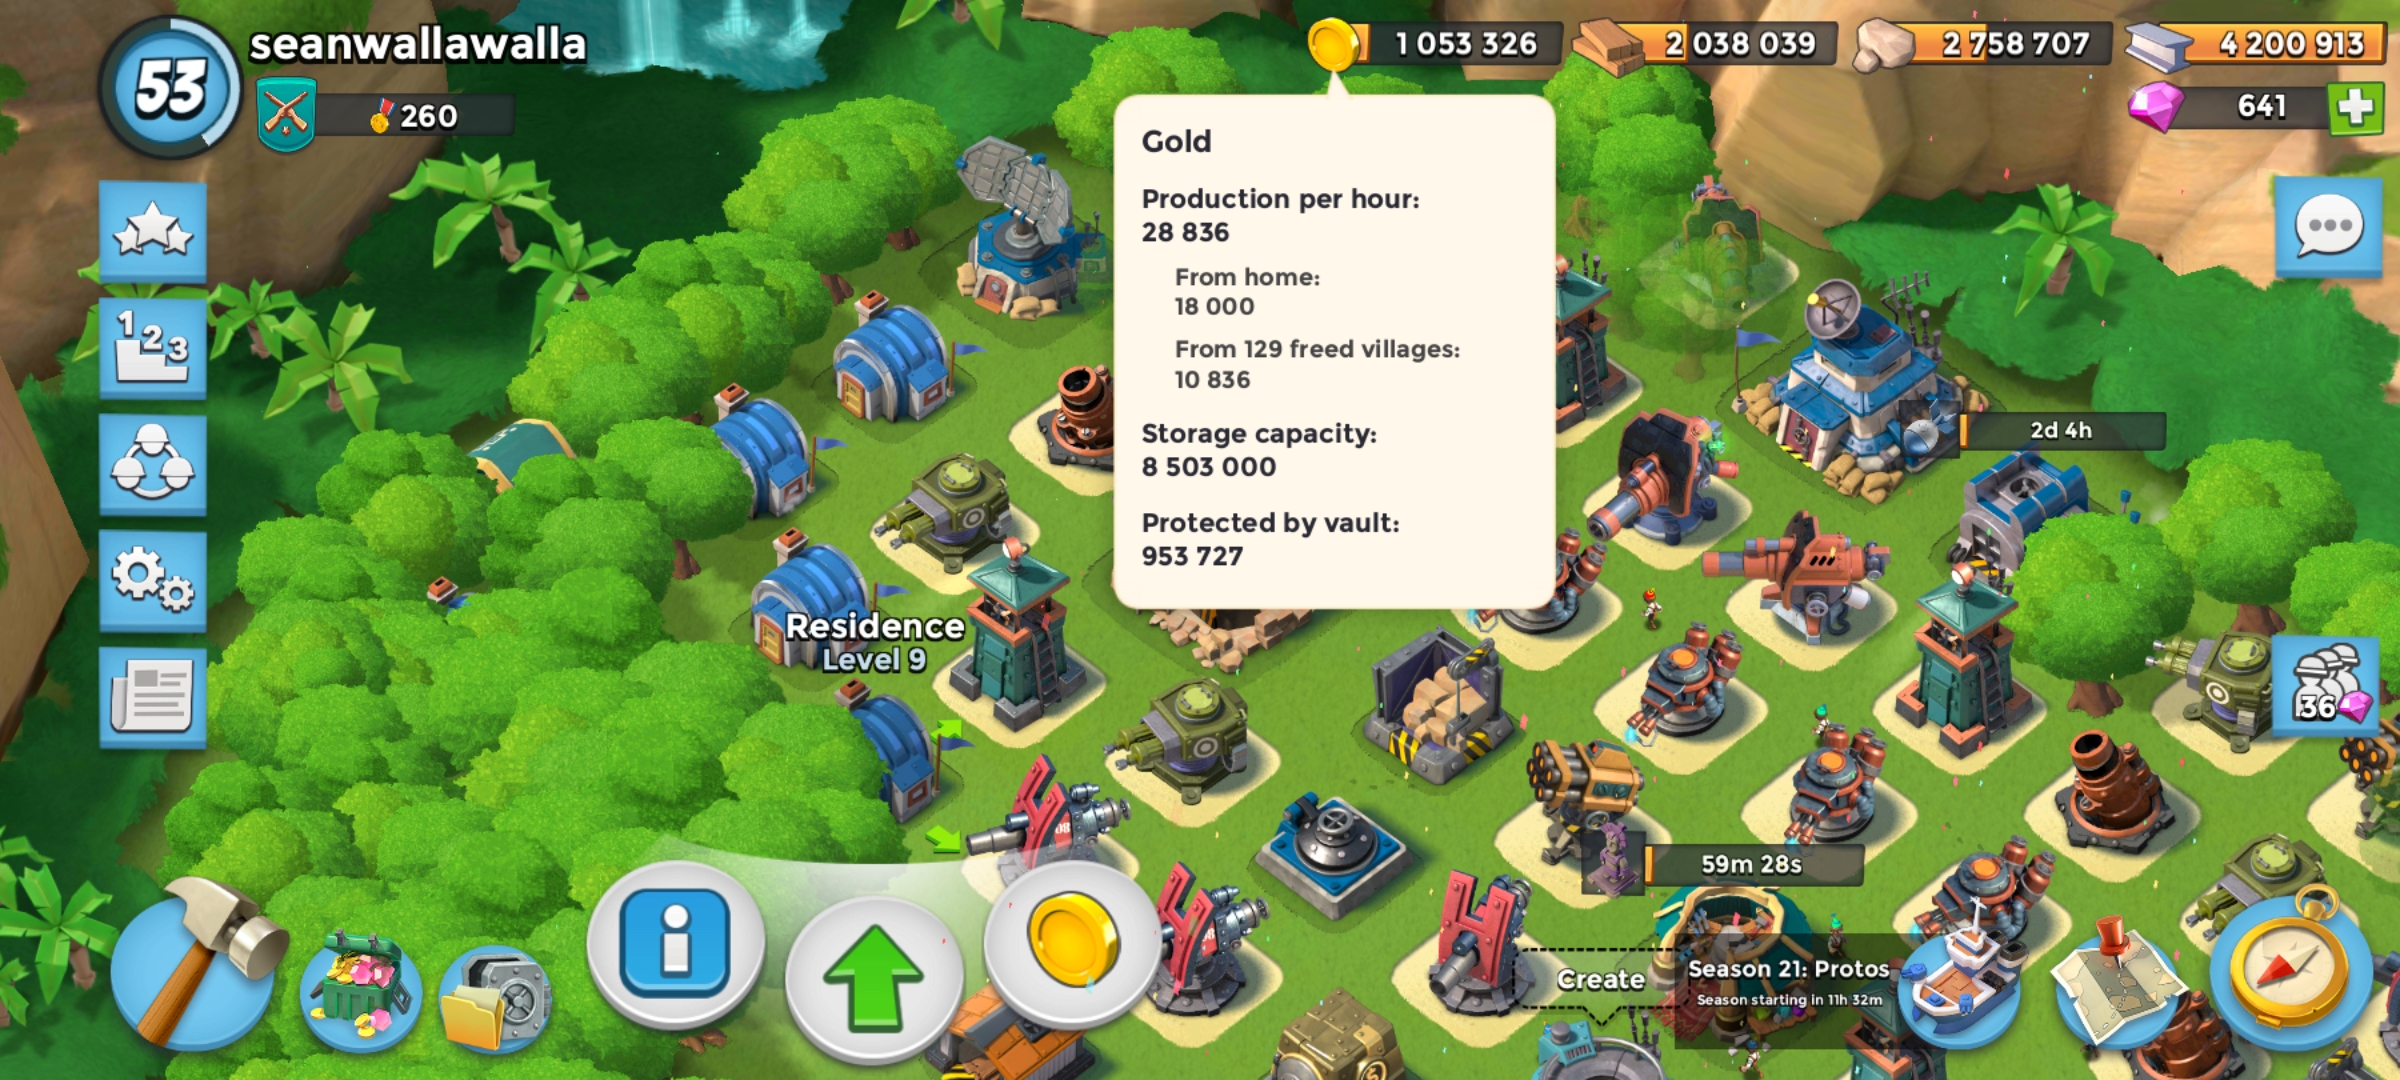 53
seanwallawalla
260
1 053 326
2 038 039
2 758 707
4 200 913
641
Gold
Production per hour:
28 836
From home:
18 000
From 129 freed villages:
10 836
Storage capacity:
8 503 000
Protected by vault:
953 727
1 2 3
2d 4h
Residence
Level 9
36
59m 28s
Create
Season 21: Protos
Season starting in 11h 32m